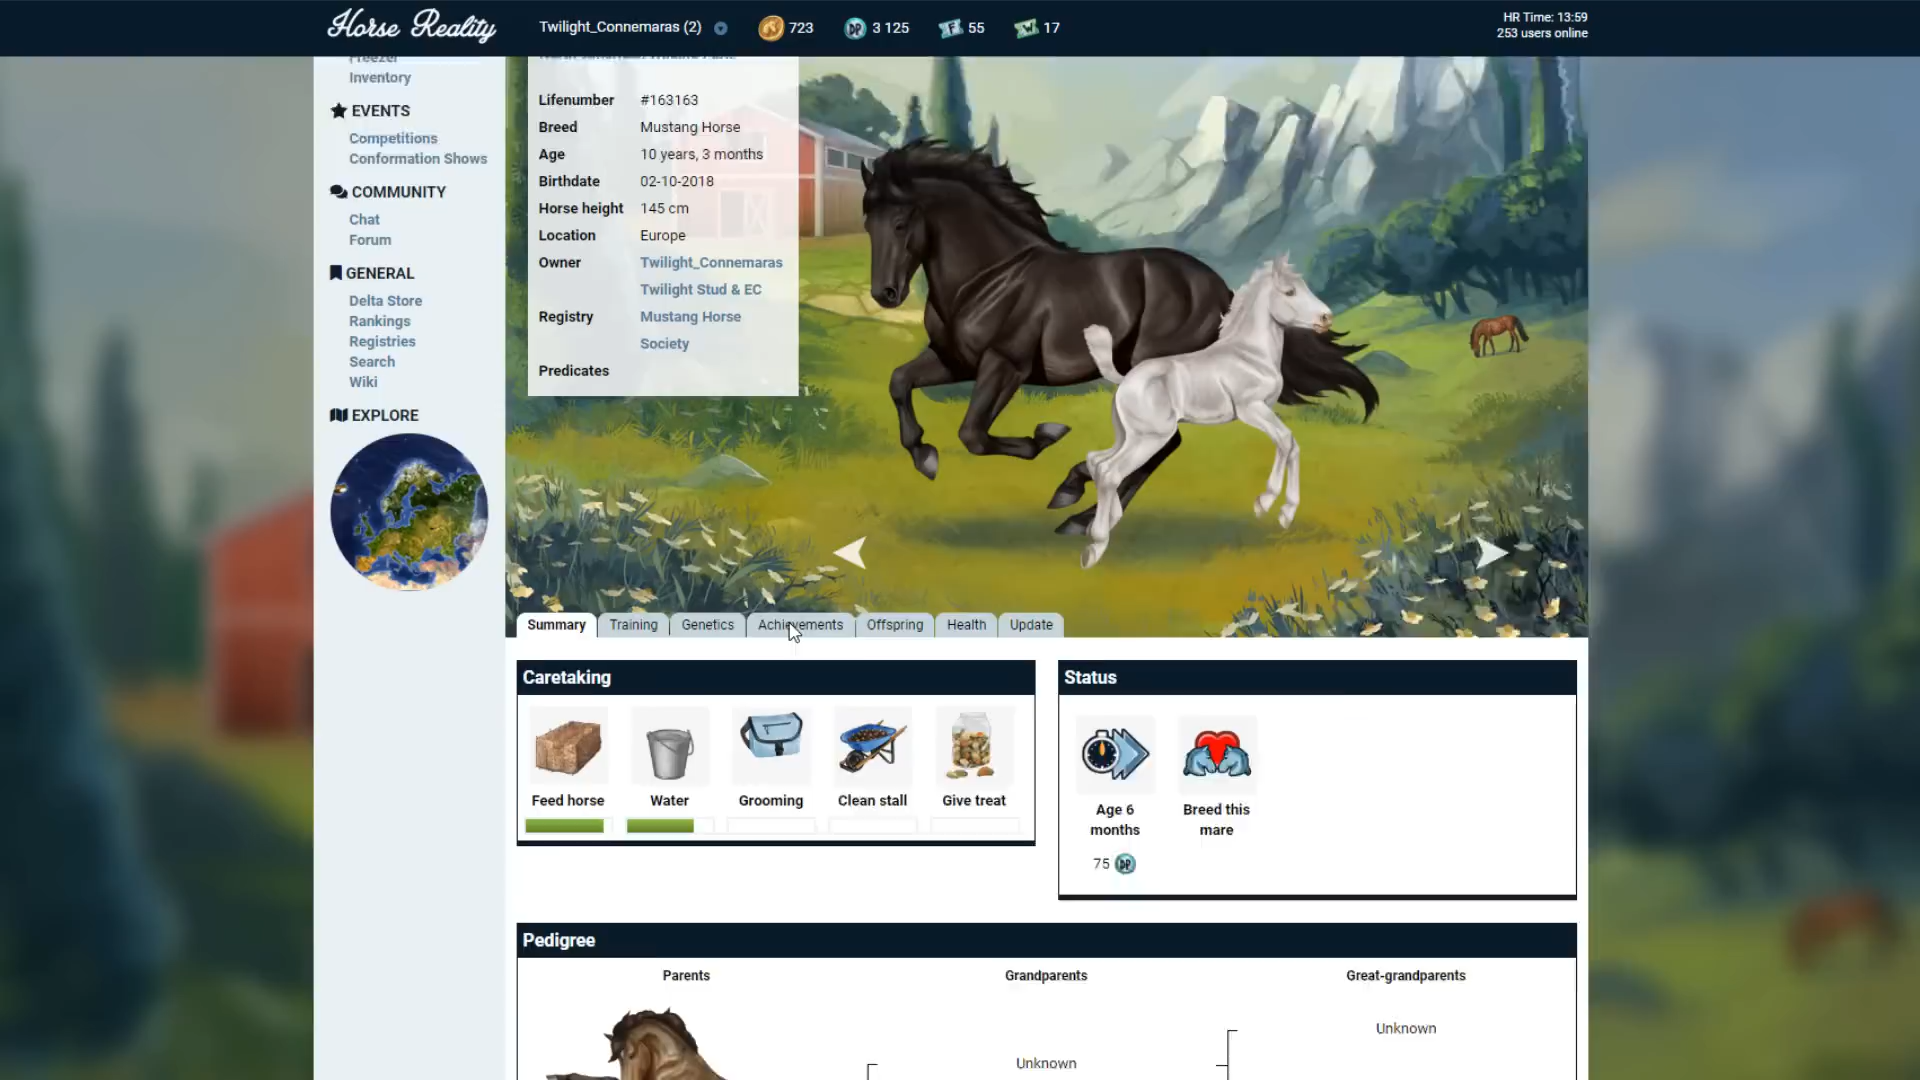 Horse Reality
Twilight_Connemaras (2)
723
3 125
55
17
HR Time: 13:59
253 users online
Freezer
Inventory
EVENTS
Competitions
Conformation Shows
COMMUNITY
Chat
Forum
GENERAL
Delta Store
Rankings
Registries
Search
Wiki
EXPLORE
Lifenumber #163163
Breed Mustang Horse
Age 10 years, 3 months
Birthdate 02-10-2018
Horse height 145 cm
Location Europe
Owner Twilight_Connemaras
Twilight Stud & EC
Registry Mustang Horse
Society
Predicates
Summary Training Genetics Achievements Offspring Health Update
Caretaking
Feed horse
Water
Grooming
Clean stall
Give treat
Status
Age 6
months
75 DP
Breed this
mare
Pedigree
Parents Grandparents Great-grandparents
Unknown
Unknown